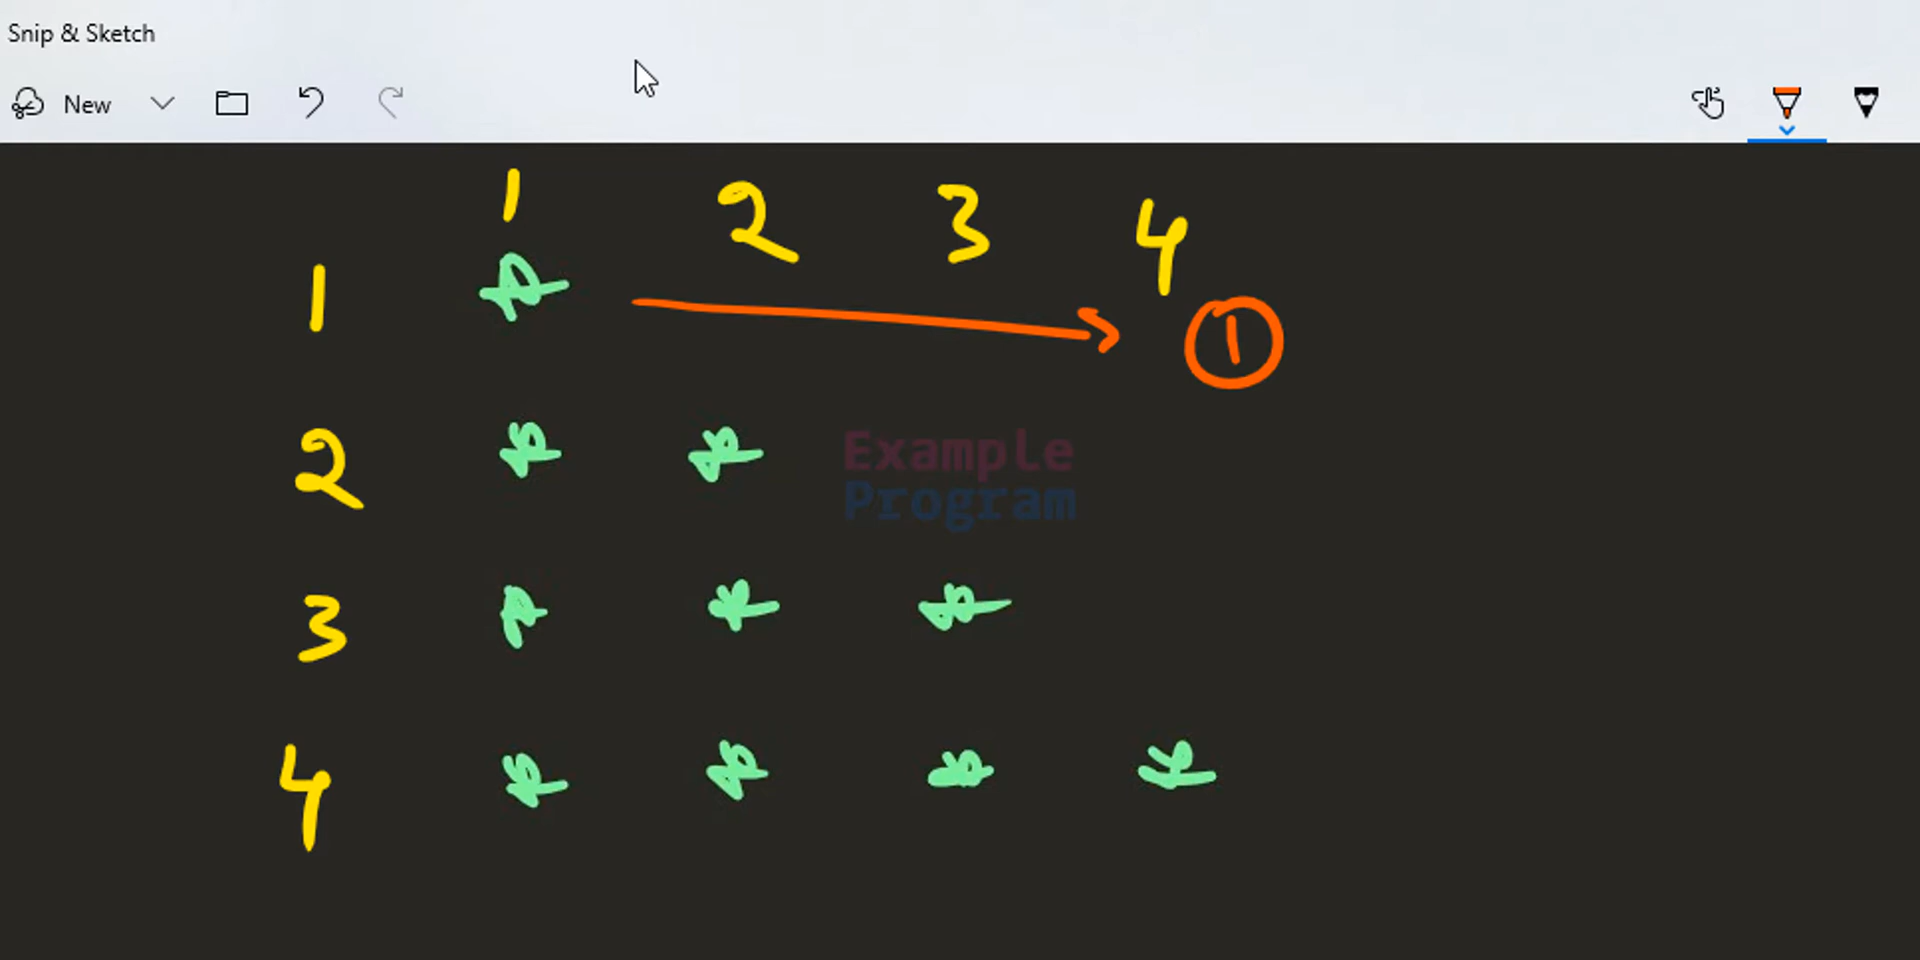 Snip & Sketch
New
1 2 3 4
1 * 1
2 * *
Example
Program
3 * * *
4 * * * *